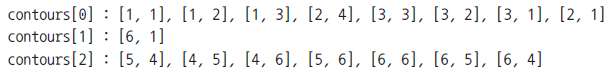 contours[0] : [1, 1], [1, 2], [1, 3], [2, 4], [3, 3], [3, 2], [3, 1], [2, 1]
contours[1] : [6, 1]
contours[2] : [5, 4], [4, 5], [4, 6], [5, 6], [6, 6], [6, 5], [6, 4]